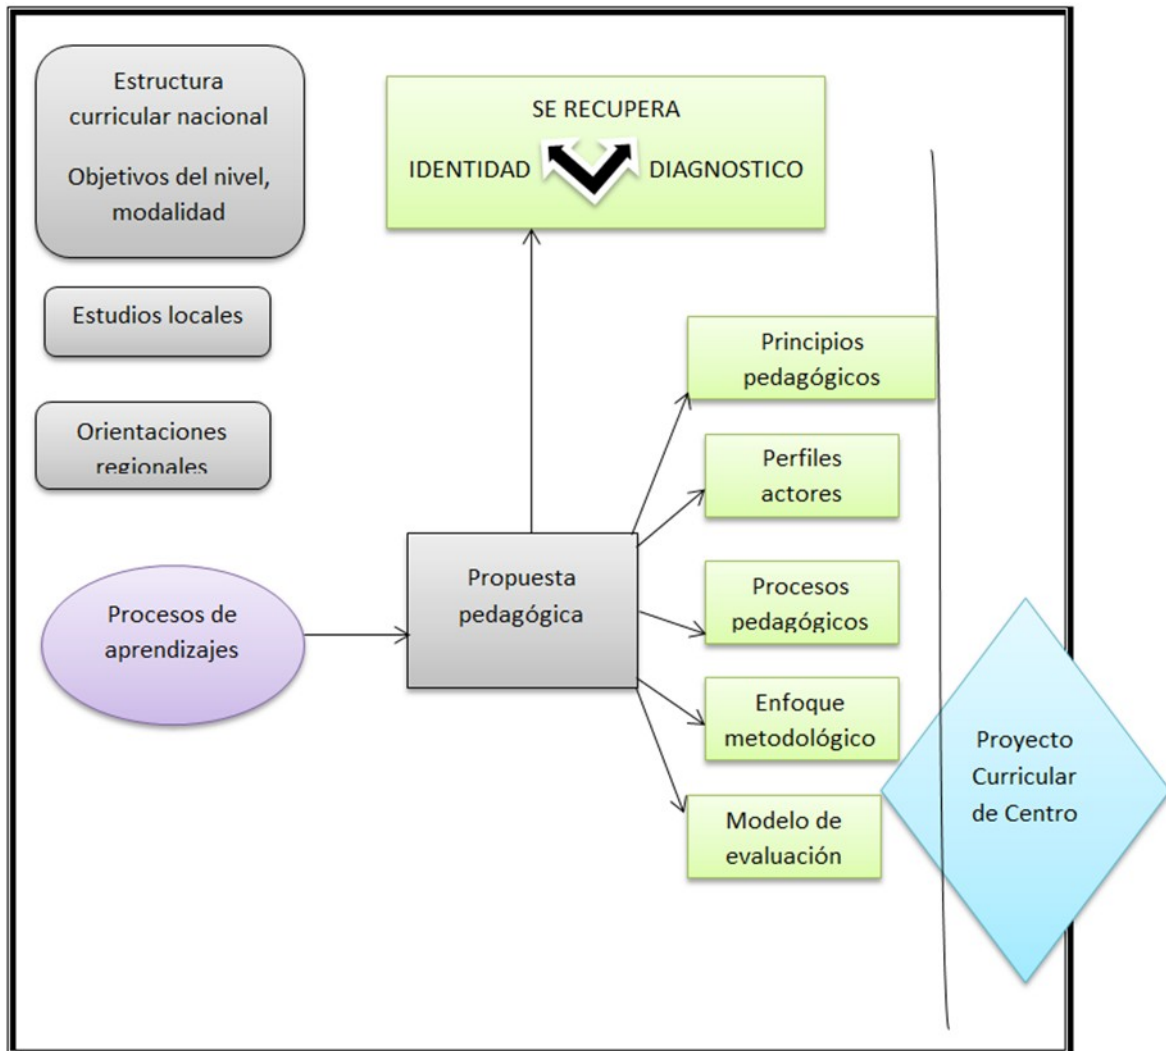 Estructura
curricular nacional
Objetivos del nivel,
modalidad
SE RECUPERA
IDENTIDAD DIAGNOSTICO
Estudios locales
Orientaciones
regionales
Principios
pedagógicos
Perfiles
actores
Procesos de
aprendizajes
Propuesta
pedagógica
Procesos
pedagógicos
Enfoque
metodológico
Modelo de
evaluación
Proyecto
Curricular
de Centro